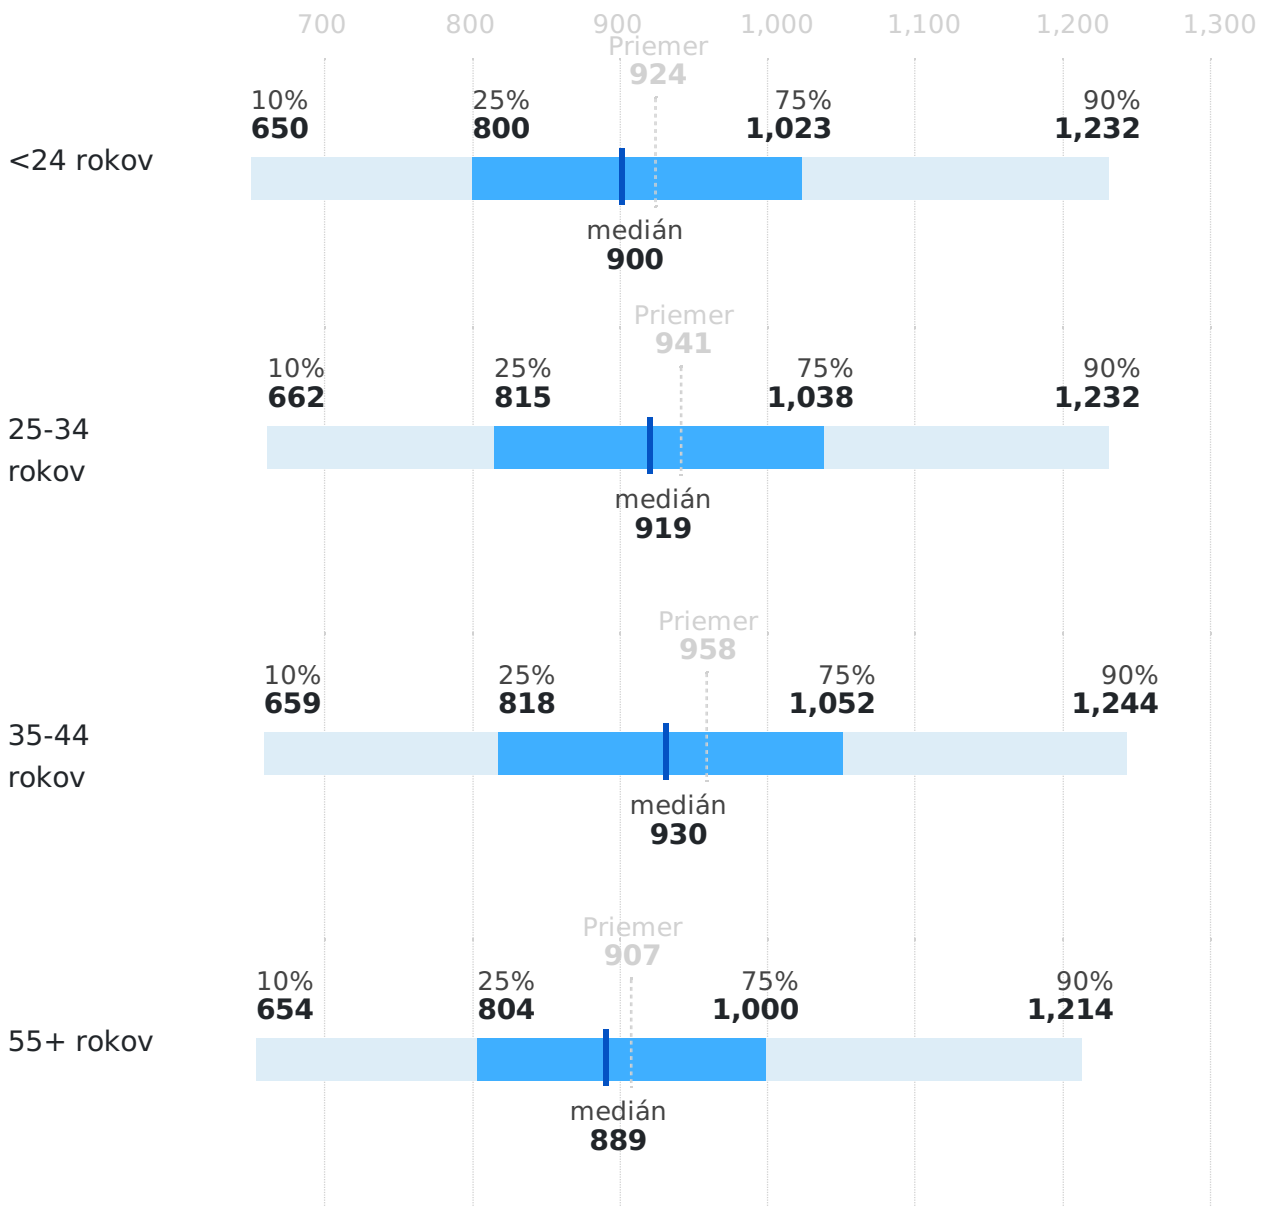 700 800 900 1,000 1,100 1,200 1,300
Priemer
924
10% 25% 75% 90%
650 800 1,023 1,232
<24 rokov
medián
900
Priemer
941
10% 25% 75% 90%
662 815 1,038 1,232
25-34
rokov
medián
919
Priemer
958
10% 25% 75% 90%
659 818 1,052 1,244
35-44
rokov
medián
930
Priemer
907
10% 25% 75% 90%
654 804 1,000 1,214
55+ rokov
medián
889